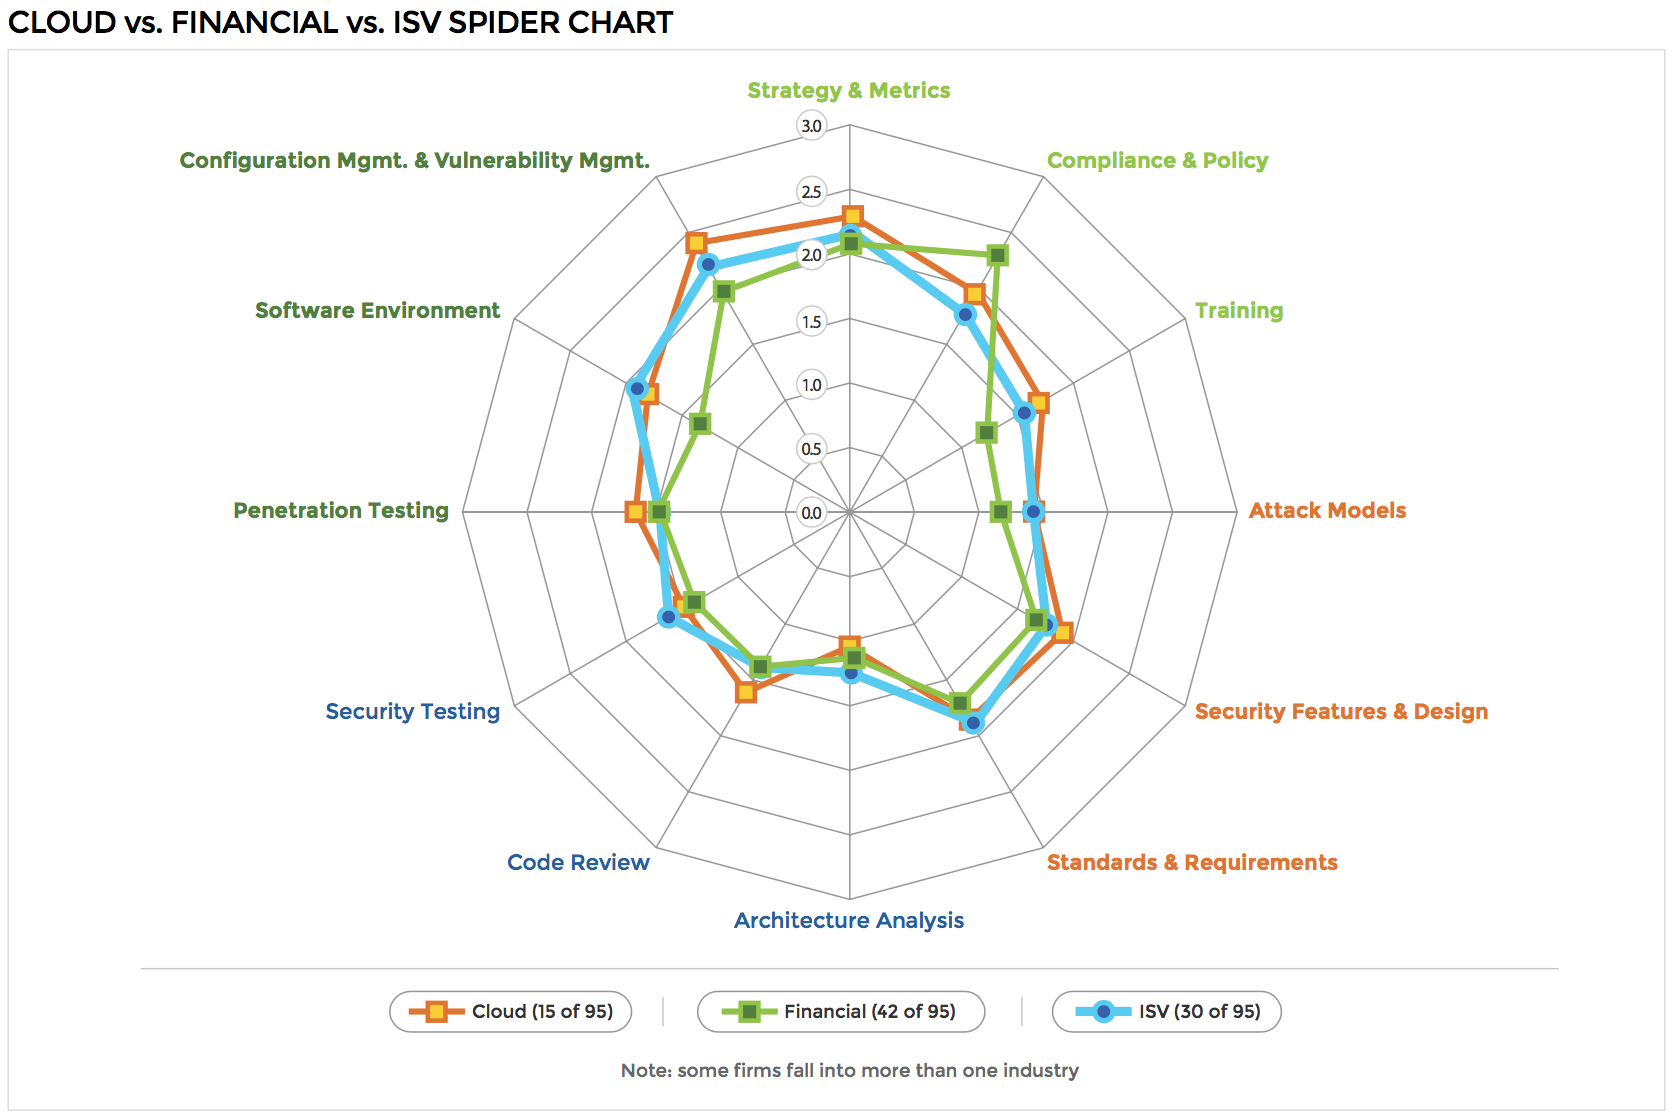 CLOUD vs. FINANCIAL vs. ISV SPIDER CHART
Strategy & Metrics
3.0
Configuration Mgmt. & Vulnerability Mgmt.
Compliance & Policy
2.5
2.0
Software Environment
Training
1.5
1.0
0.5
Penetration Testing
0.0
Attack Models
Security Testing
Security Features & Design
Code Review
Standards & Requirements
Architecture Analysis
Cloud (15 of 95)
Financial (42 of 95)
ISV (30 of 95)
Note: some firms fall into more than one industry